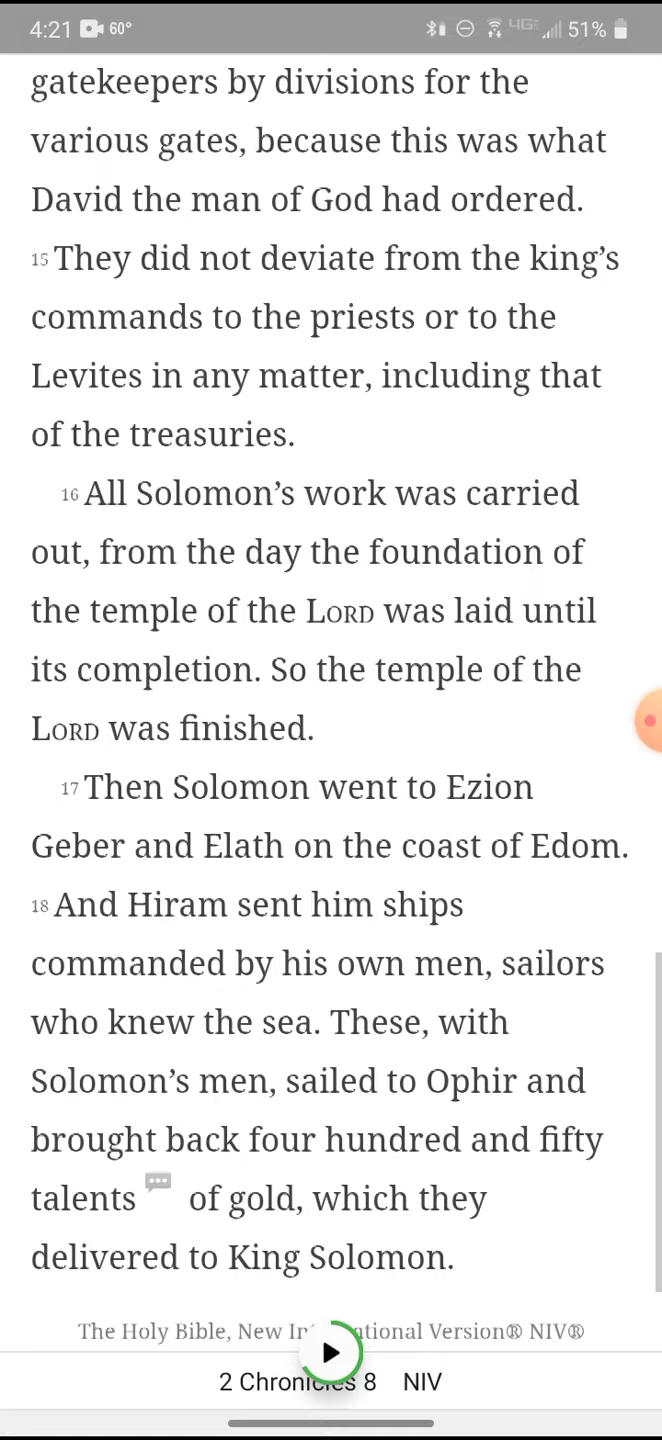 4:21 60° 4G 51%
gatekeepers by divisions for the
various gates, because this was what
David the man of God had ordered.
15 They did not deviate from the king’s
commands to the priests or to the
Levites in any matter, including that
of the treasuries.
16 All Solomon’s work was carried
out, from the day the foundation of
the temple of the LORD was laid until
its completion. So the temple of the
LORD was finished.
17 Then Solomon went to Ezion
Geber and Elath on the coast of Edom.
18 And Hiram sent him ships
commanded by his own men, sailors
who knew the sea. These, with
Solomon’s men, sailed to Ophir and
brought back four hundred and fifty
talents of gold, which they
delivered to King Solomon.
The Holy Bible, New Version® NIV®
2 Chronicles 8 NIV